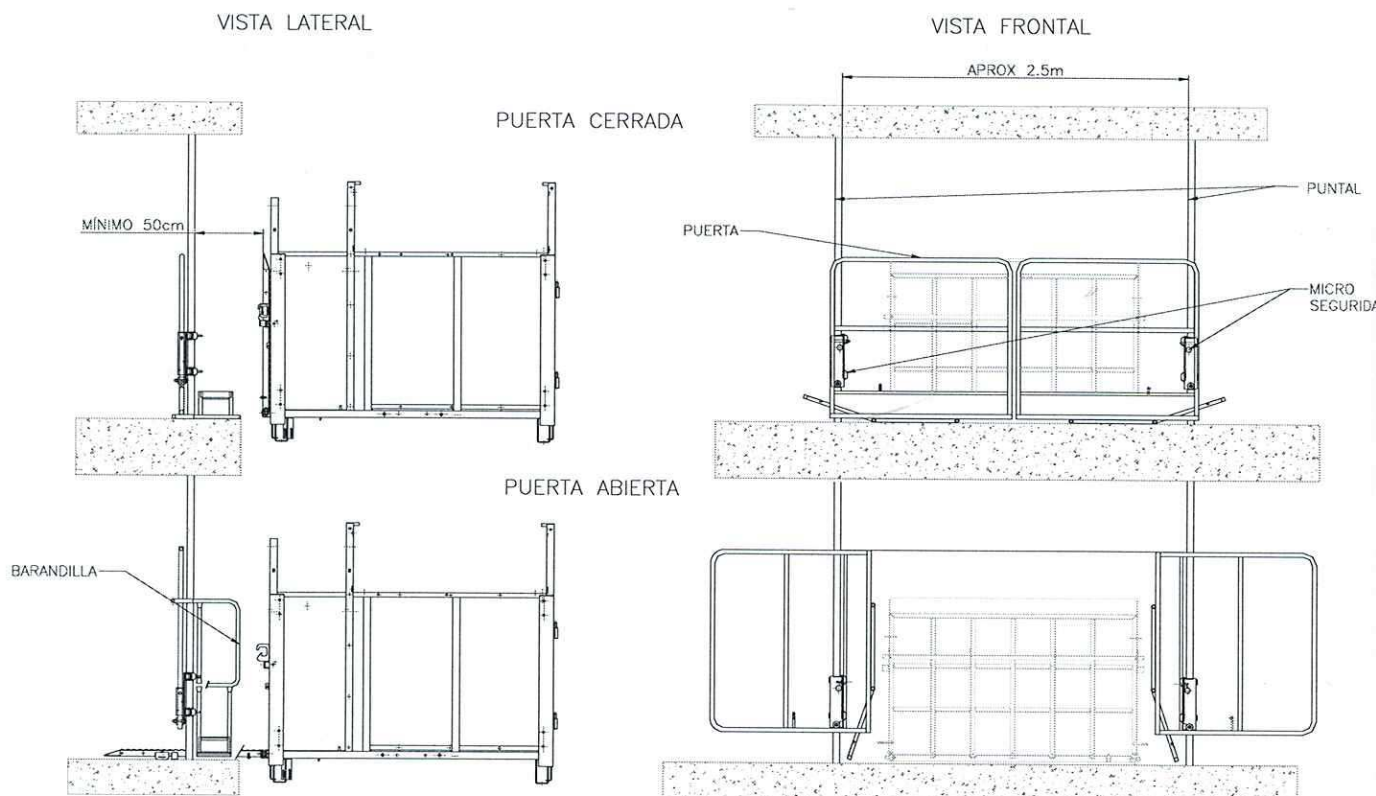 VISTA LATERAL
VISTA FRONTAL
APROX 2.5m
PUERTA CERRADA
PUNTAL
MÍNIMO 50cm
PUERTA
MICRO
SEGURIDA
PUERTA ABIERTA
BARANDILLA